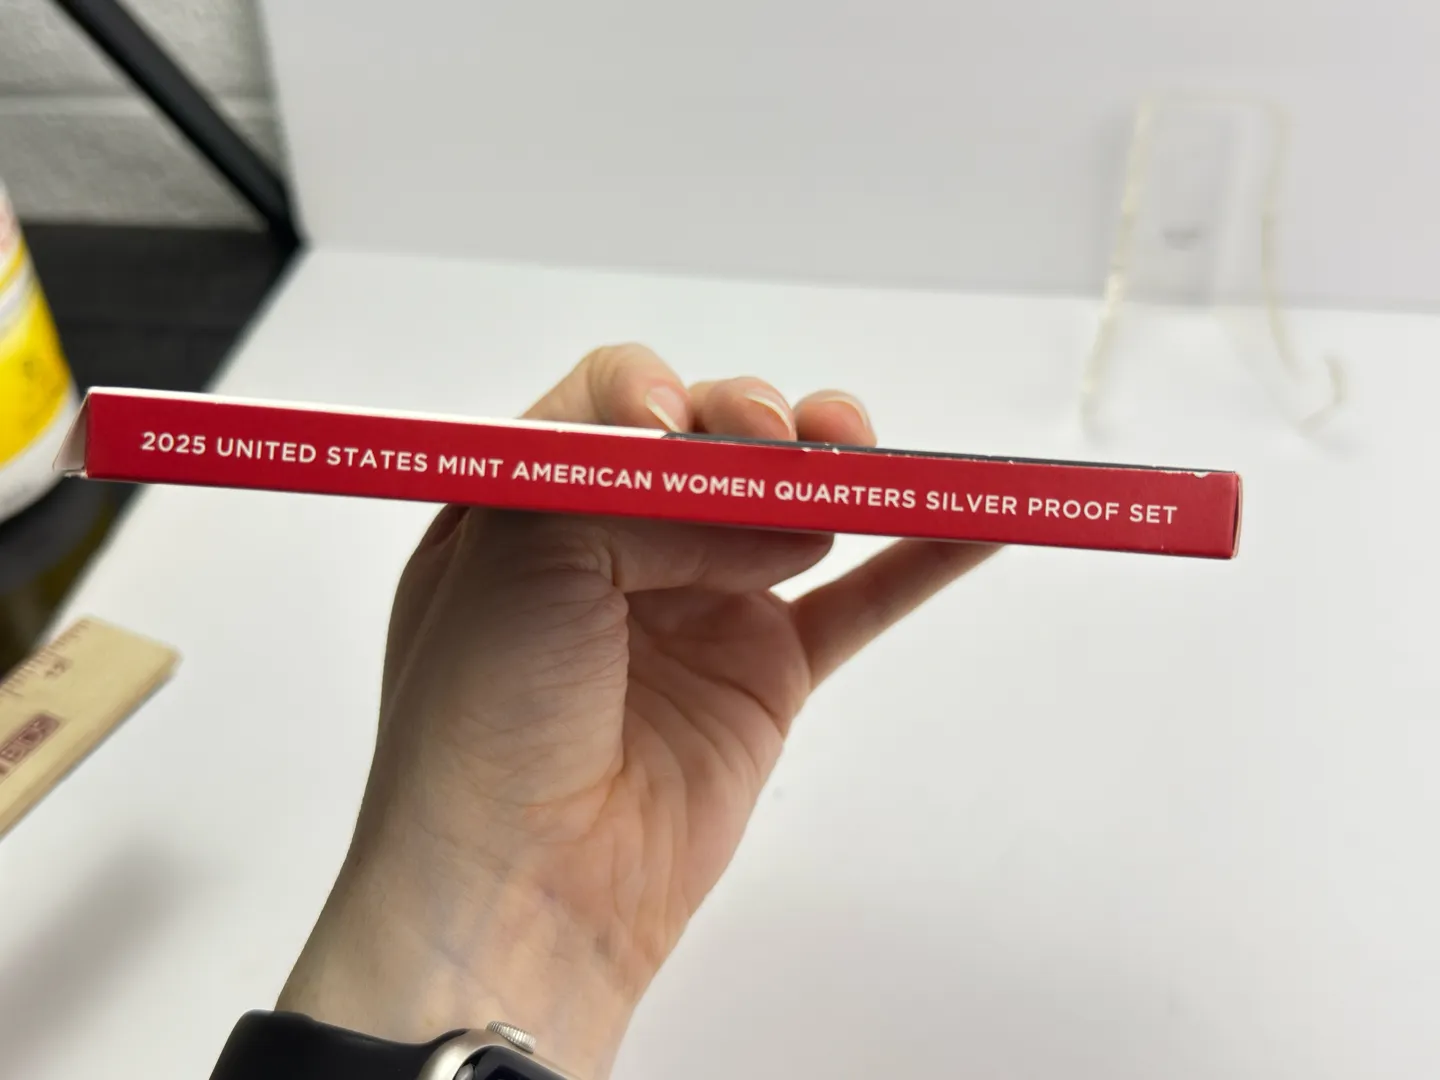 2025 UNITED STATES MINT AMERICAN WOMEN QUARTERS SILVER PROOF SET